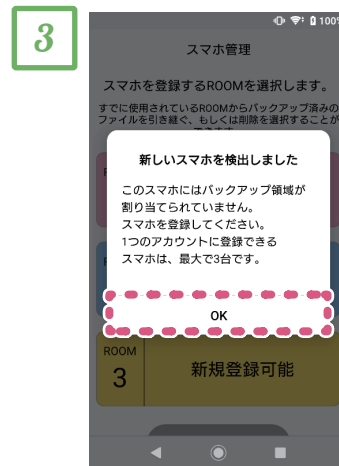 3
100%
スマホ管理
スマホを登録するROOMを選択します。
すでに使用されているROOMからバックアップ済みの
ファイルを引き継ぐ、もしくは削除を選択することが
新しいスマホを検出しました
このスマホにはバックアップ領域が
割り当てられていません。
スマホを登録してください。
1つのアカウントに登録できる
スマホは、最大で3台です。
OK
ROOM
3
新規登録可能